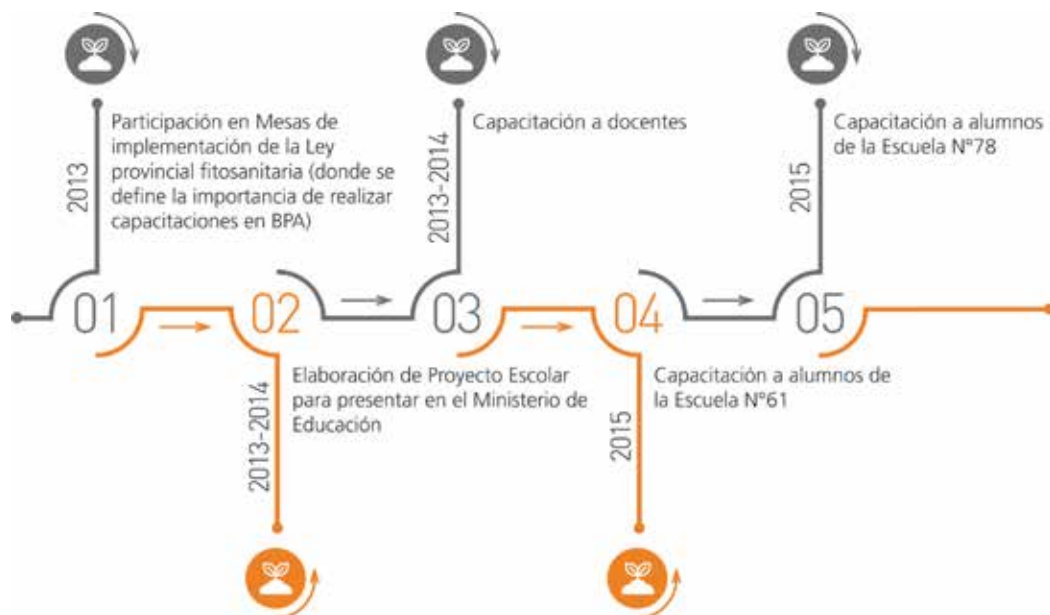 2013
Participación en Mesas de
implementación de la Ley
provincial fitosanitaria (donde se
define la importancia de realizar
capacitaciones en BPA)
01
02
2013-2014
Elaboración de Proyecto Escolar
para presentar en el Ministerio de
Educación
2013-2014
Capacitación a docentes
03
04
2015
Capacitación a alumnos de
la Escuela N°61
2015
Capacitación a alumnos
de la Escuela N°78
05